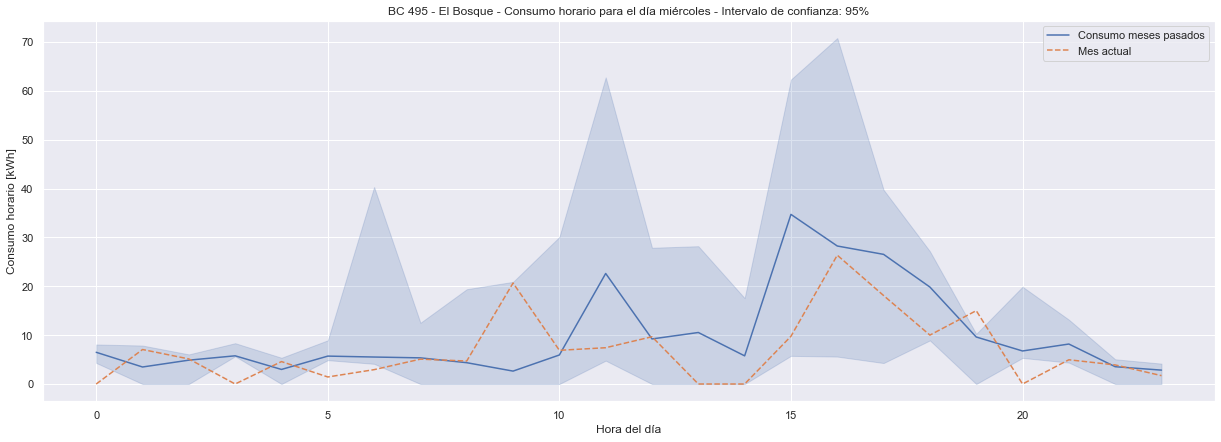 BC 495 - El Bosque - Consumo horario para el día miércoles - Intervalo de confianza: 95%
Consumo meses pasados
Mes actual
Consumo horario [kWh]
70
60
50
40
30
20
10
0
0 5 10 15 20
Hora del día